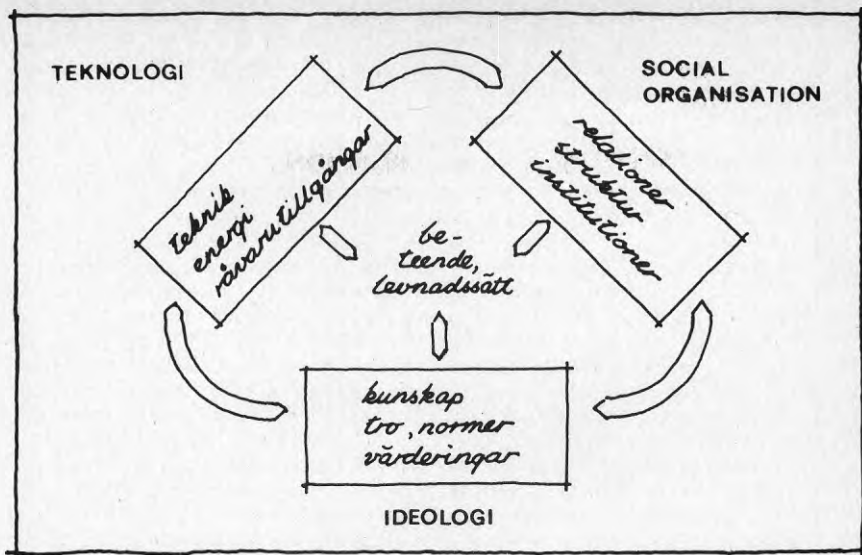 TEKNOLOGI
SOCIAL
ORGANISATION
teknik
energi
råvarutillgångar
relationer
struktur
institutioner
be-
teende,
levnadssätt
kunskap
tro, normer
värderingar
IDEOLOGI